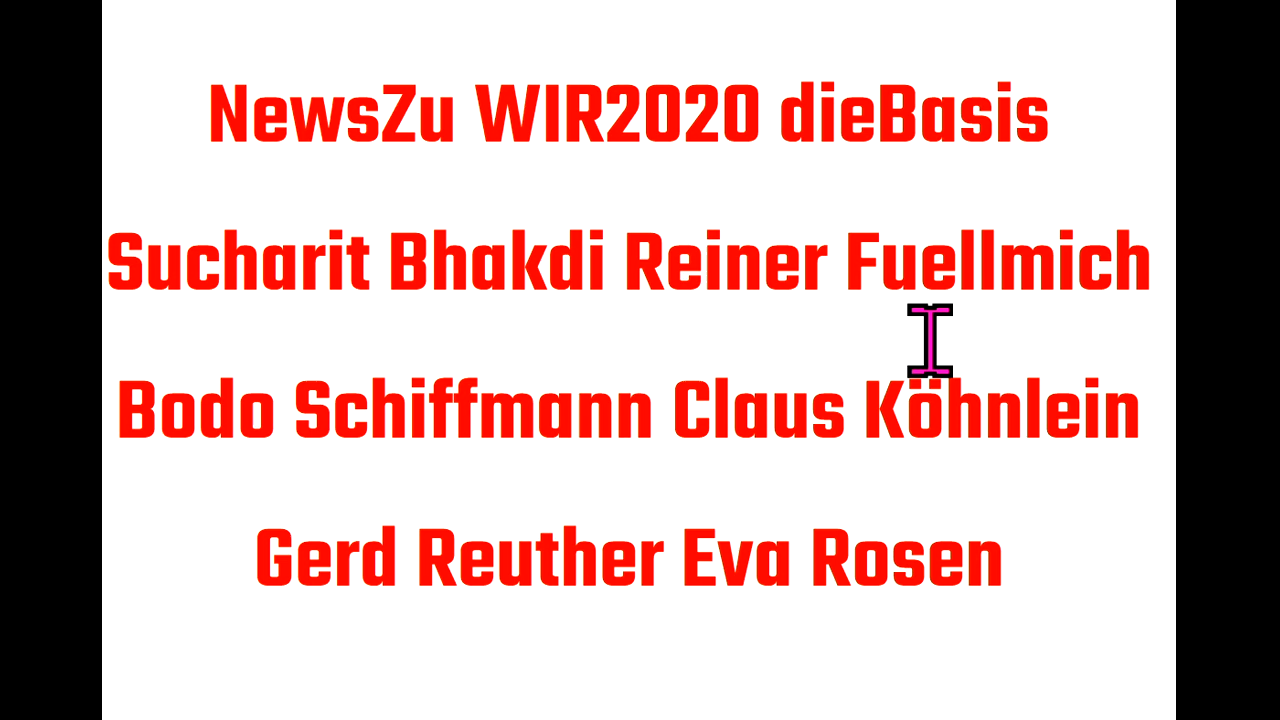 NewsZu WIR2020 dieBasis
Sucharit Bhakdi Reiner Fuellmich
Bodo Schiffmann Claus Köhnlein
Gerd Reuther Eva Rosen